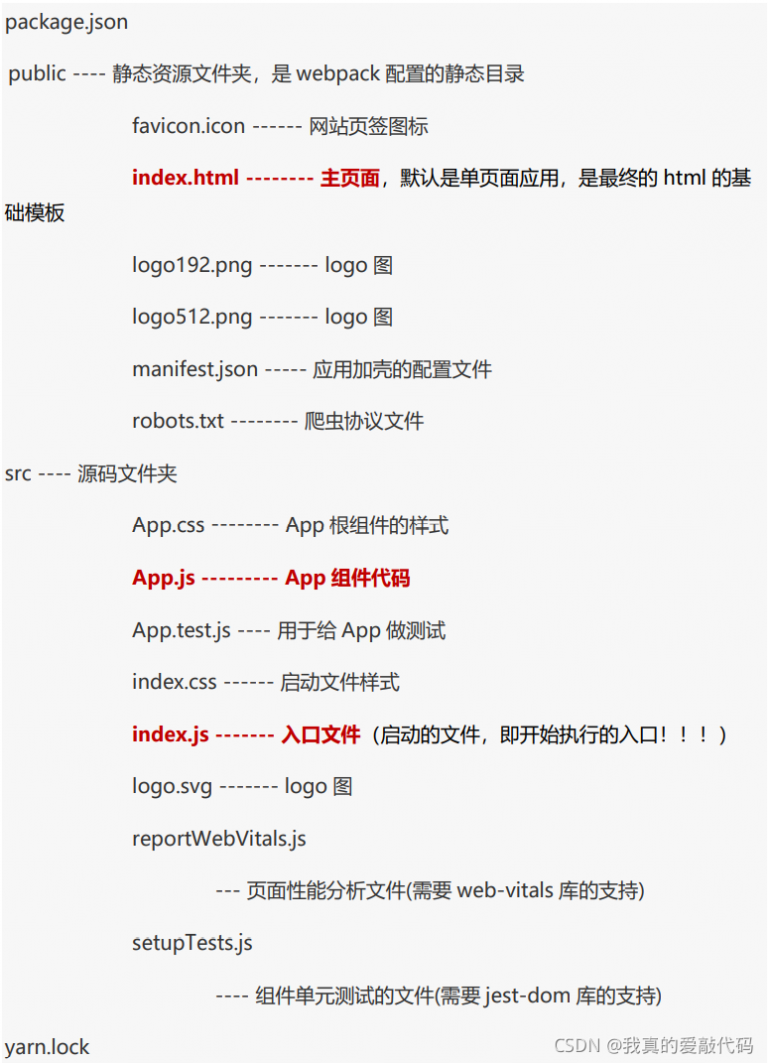 package.json
public ---- 静态资源文件夹，是 webpack 配置的静态目录
favicon.icon ------ 网站页签图标
index.html -------- 主页面，默认是单页面应用，是最终的 html 的基
础模板
logo192.png ------- logo 图
logo512.png ------- logo 图
manifest.json ----- 应用加壳的配置文件
robots.txt -------- 爬虫协议文件
src ---- 源码文件夹
App.css -------- App 根组件的样式
App.js --------- App 组件代码
App.test.js ---- 用于给 App 做测试
index.css ------ 启动文件样式
index.js ------- 入口文件（启动的文件，即开始执行的入口！！！）
logo.svg ------- logo 图
reportWebVitals.js
--- 页面性能分析文件(需要 web-vitals 库的支持)
setupTests.js
---- 组件单元测试的文件(需要 jest-dom 库的支持)
yarn.lock
CSDN @我真的爱敲代码